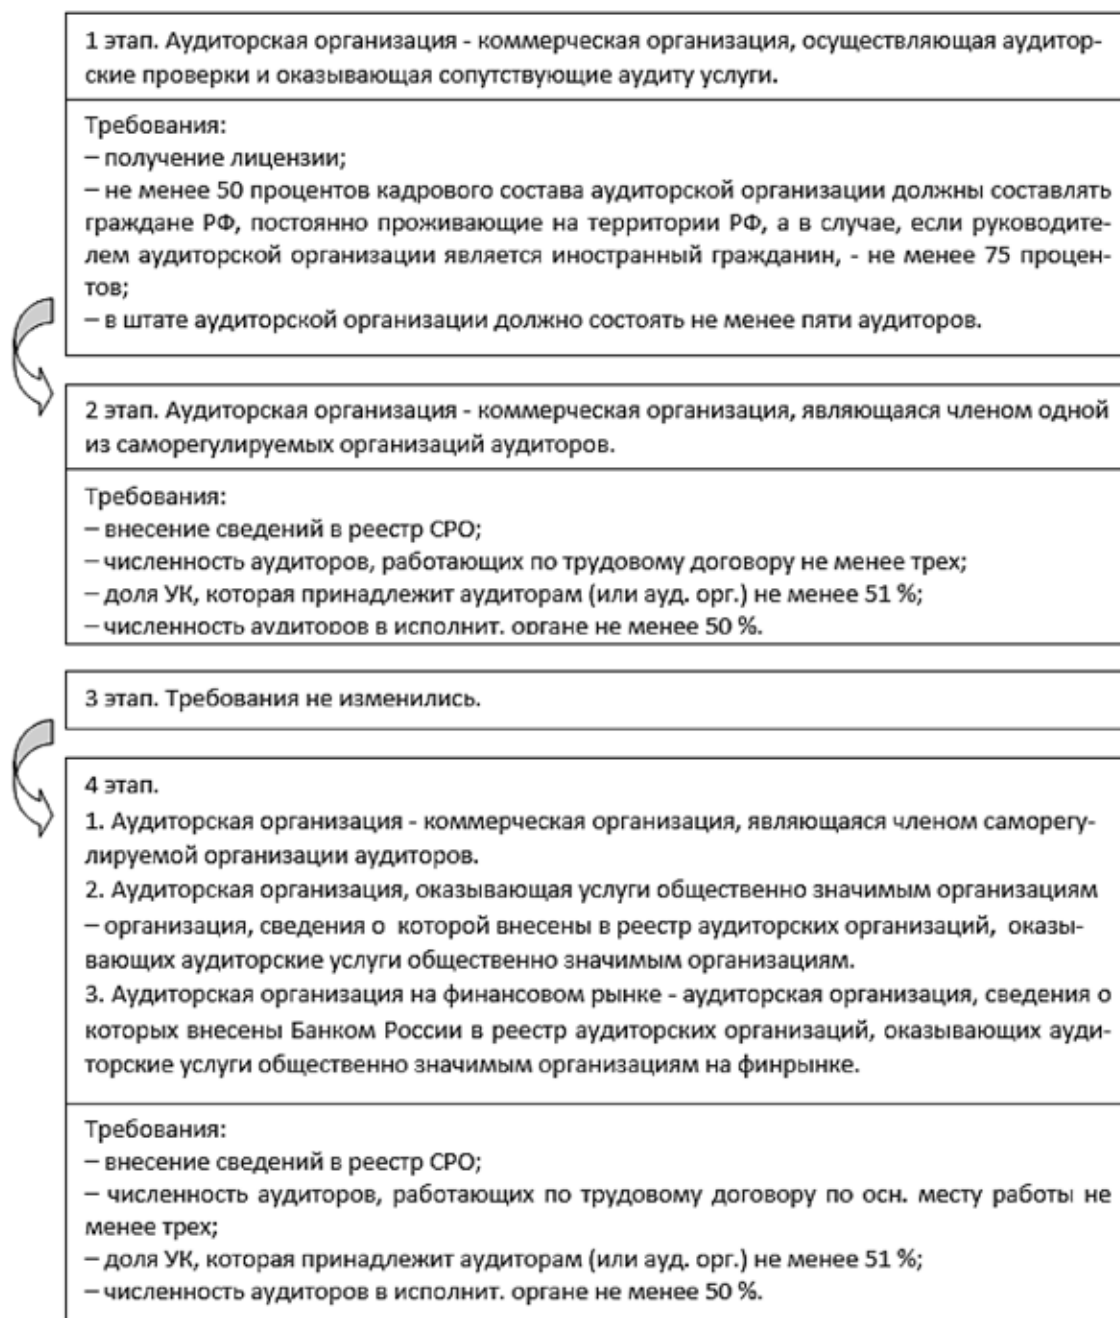 1 этап. Аудиторская организация - коммерческая организация, осуществляющая аудитор-
ские проверки и оказывающая сопутствующие аудиту услуги.
Требования:
– получение лицензии;
– не менее 50 процентов кадрового состава аудиторской организации должны составлять
граждане РФ, постоянно проживающие на территории РФ, а в случае, если руководите-
лем аудиторской организации является иностранный гражданин, - не менее 75 процен-
тов;
– в штате аудиторской организации должно состоять не менее пяти аудиторов.
2 этап. Аудиторская организация - коммерческая организация, являющаяся членом одной
из саморегулируемых организаций аудиторов.
Требования:
– внесение сведений в реестр СРО;
– численность аудиторов, работающих по трудовому договору не менее трех;
– доля УК, которая принадлежит аудиторам (или ауд. орг.) не менее 51 %;
– численность аудиторов в исполнит. органе не менее 50 %.
3 этап. Требования не изменились.
4 этап.
1. Аудиторская организация - коммерческая организация, являющаяся членом саморегу-
лируемой организации аудиторов.
2. Аудиторская организация, оказывающая услуги общественно значимым организациям
– организация, сведения о которой внесены в реестр аудиторских организаций, оказы-
вающих аудиторские услуги общественно значимым организациям.
3. Аудиторская организация на финансовом рынке - аудиторская организация, сведения о
которых внесены Банком России в реестр аудиторских организаций, оказывающих ауди-
торские услуги общественно значимым организациям на финрынке.
Требования:
– внесение сведений в реестр СРО;
– численность аудиторов, работающих по трудовому договору по осн. месту работы не
менее трех;
– доля УК, которая принадлежит аудиторам (или ауд. орг.) не менее 51 %;
– численность аудиторов в исполнит. органе не менее 50 %.